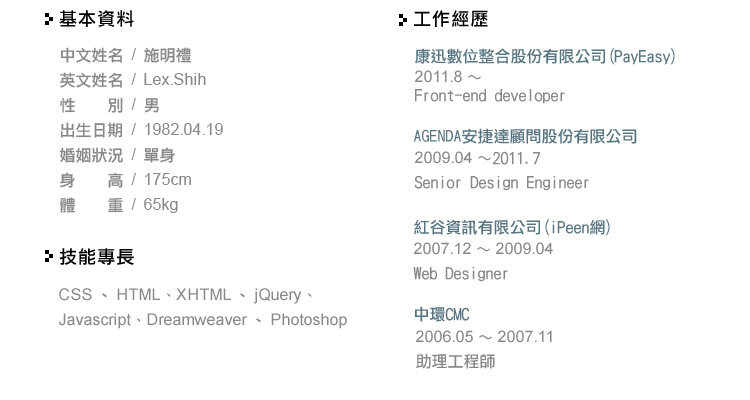 基本資料
中文姓名 / 施明禮
英文姓名 / Lex.Shih
性　　別 / 男
出生日期 / 1982.04.19
婚姻狀況 / 單身
身　　高 / 175cm
體　　重 / 65kg
技能專長
CSS 、 HTML、XHTML 、 jQuery、
Javascript、Dreamweaver 、 Photoshop
工作經歷
康迅數位整合股份有限公司(PayEasy)
2011.8 ～
Front-end developer
AGENDA安捷達顧問股份有限公司
2009.04 ～2011.7
Senior Design Engineer
紅谷資訊有限公司(iPeen網)
2007.12 ～ 2009.04
Web Designer
中環CMC
2006.05 ～ 2007.11
助理工程師